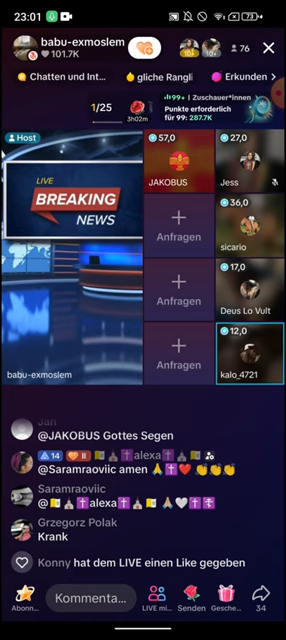 23:01
73
babu-exmoslem
101.7K
76
Chatten und Int...
gliche Rangli
Erkunden
1/25
3h02m
99+ | Zuschauer*innen
Punkte erforderlich
für 99: 287.7K
Host
LIVE
BREAKING
NEWS
babu-exmoslem
57,0
JAKOBUS
27,0
Jess
Anfragen
36,0
sicario
Anfragen
17,0
Deus Lo Vult
Anfragen
12,0
kalo_4721
Jan
@JAKOBUS Gottes Segen
14 II alexa
@Saramraoviic amen 🙏✝️❤️ 👏👏👏
Saramraoviic
@ alexa
Grzegorz Polak
Krank
Konny hat dem LIVE einen Like gegeben
Kommenta...
Abonn...
LIVE mi...
Senden
Gesche...
34